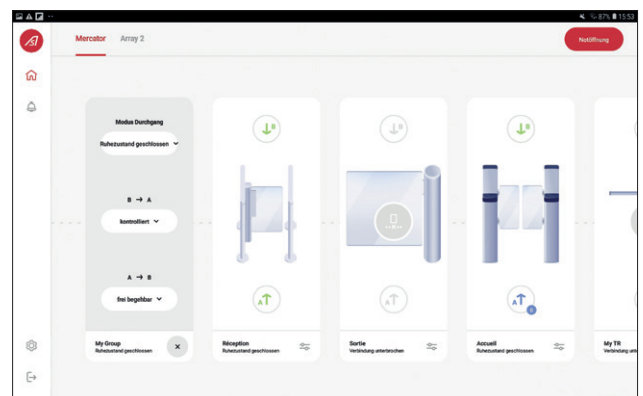 87% 15:53
Mercator Array 2
Notöffnung
Modus Durchgang
Ruhezustand geschlossen
B → A
kontrolliert
A → B
frei begehbar
My Group
Ruhezustand geschlossen
B
A
Réception
Ruhezustand geschlossen
B
A
Sortie
Verbindung unterbrochen
B
A
Accueil
Ruhezustand geschlossen
My TR
Verbindung unt